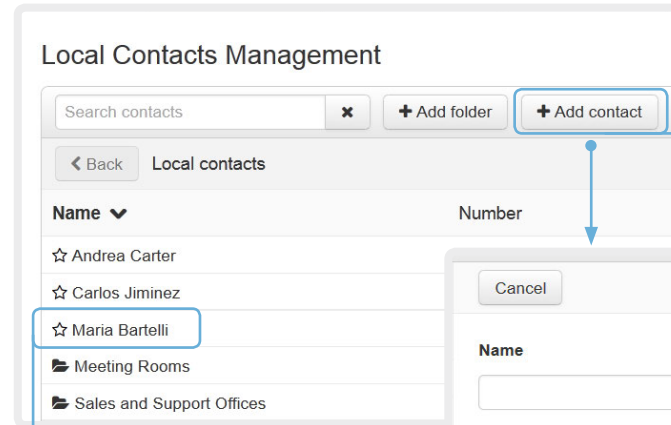 Local Contacts Management
Search contacts
Add folder
Add contact
Back Local contacts
Name Number
Andrea Carter
Carlos Jiminez
Maria Bartelli
Meeting Rooms
Sales and Support Offices
Cancel
Name